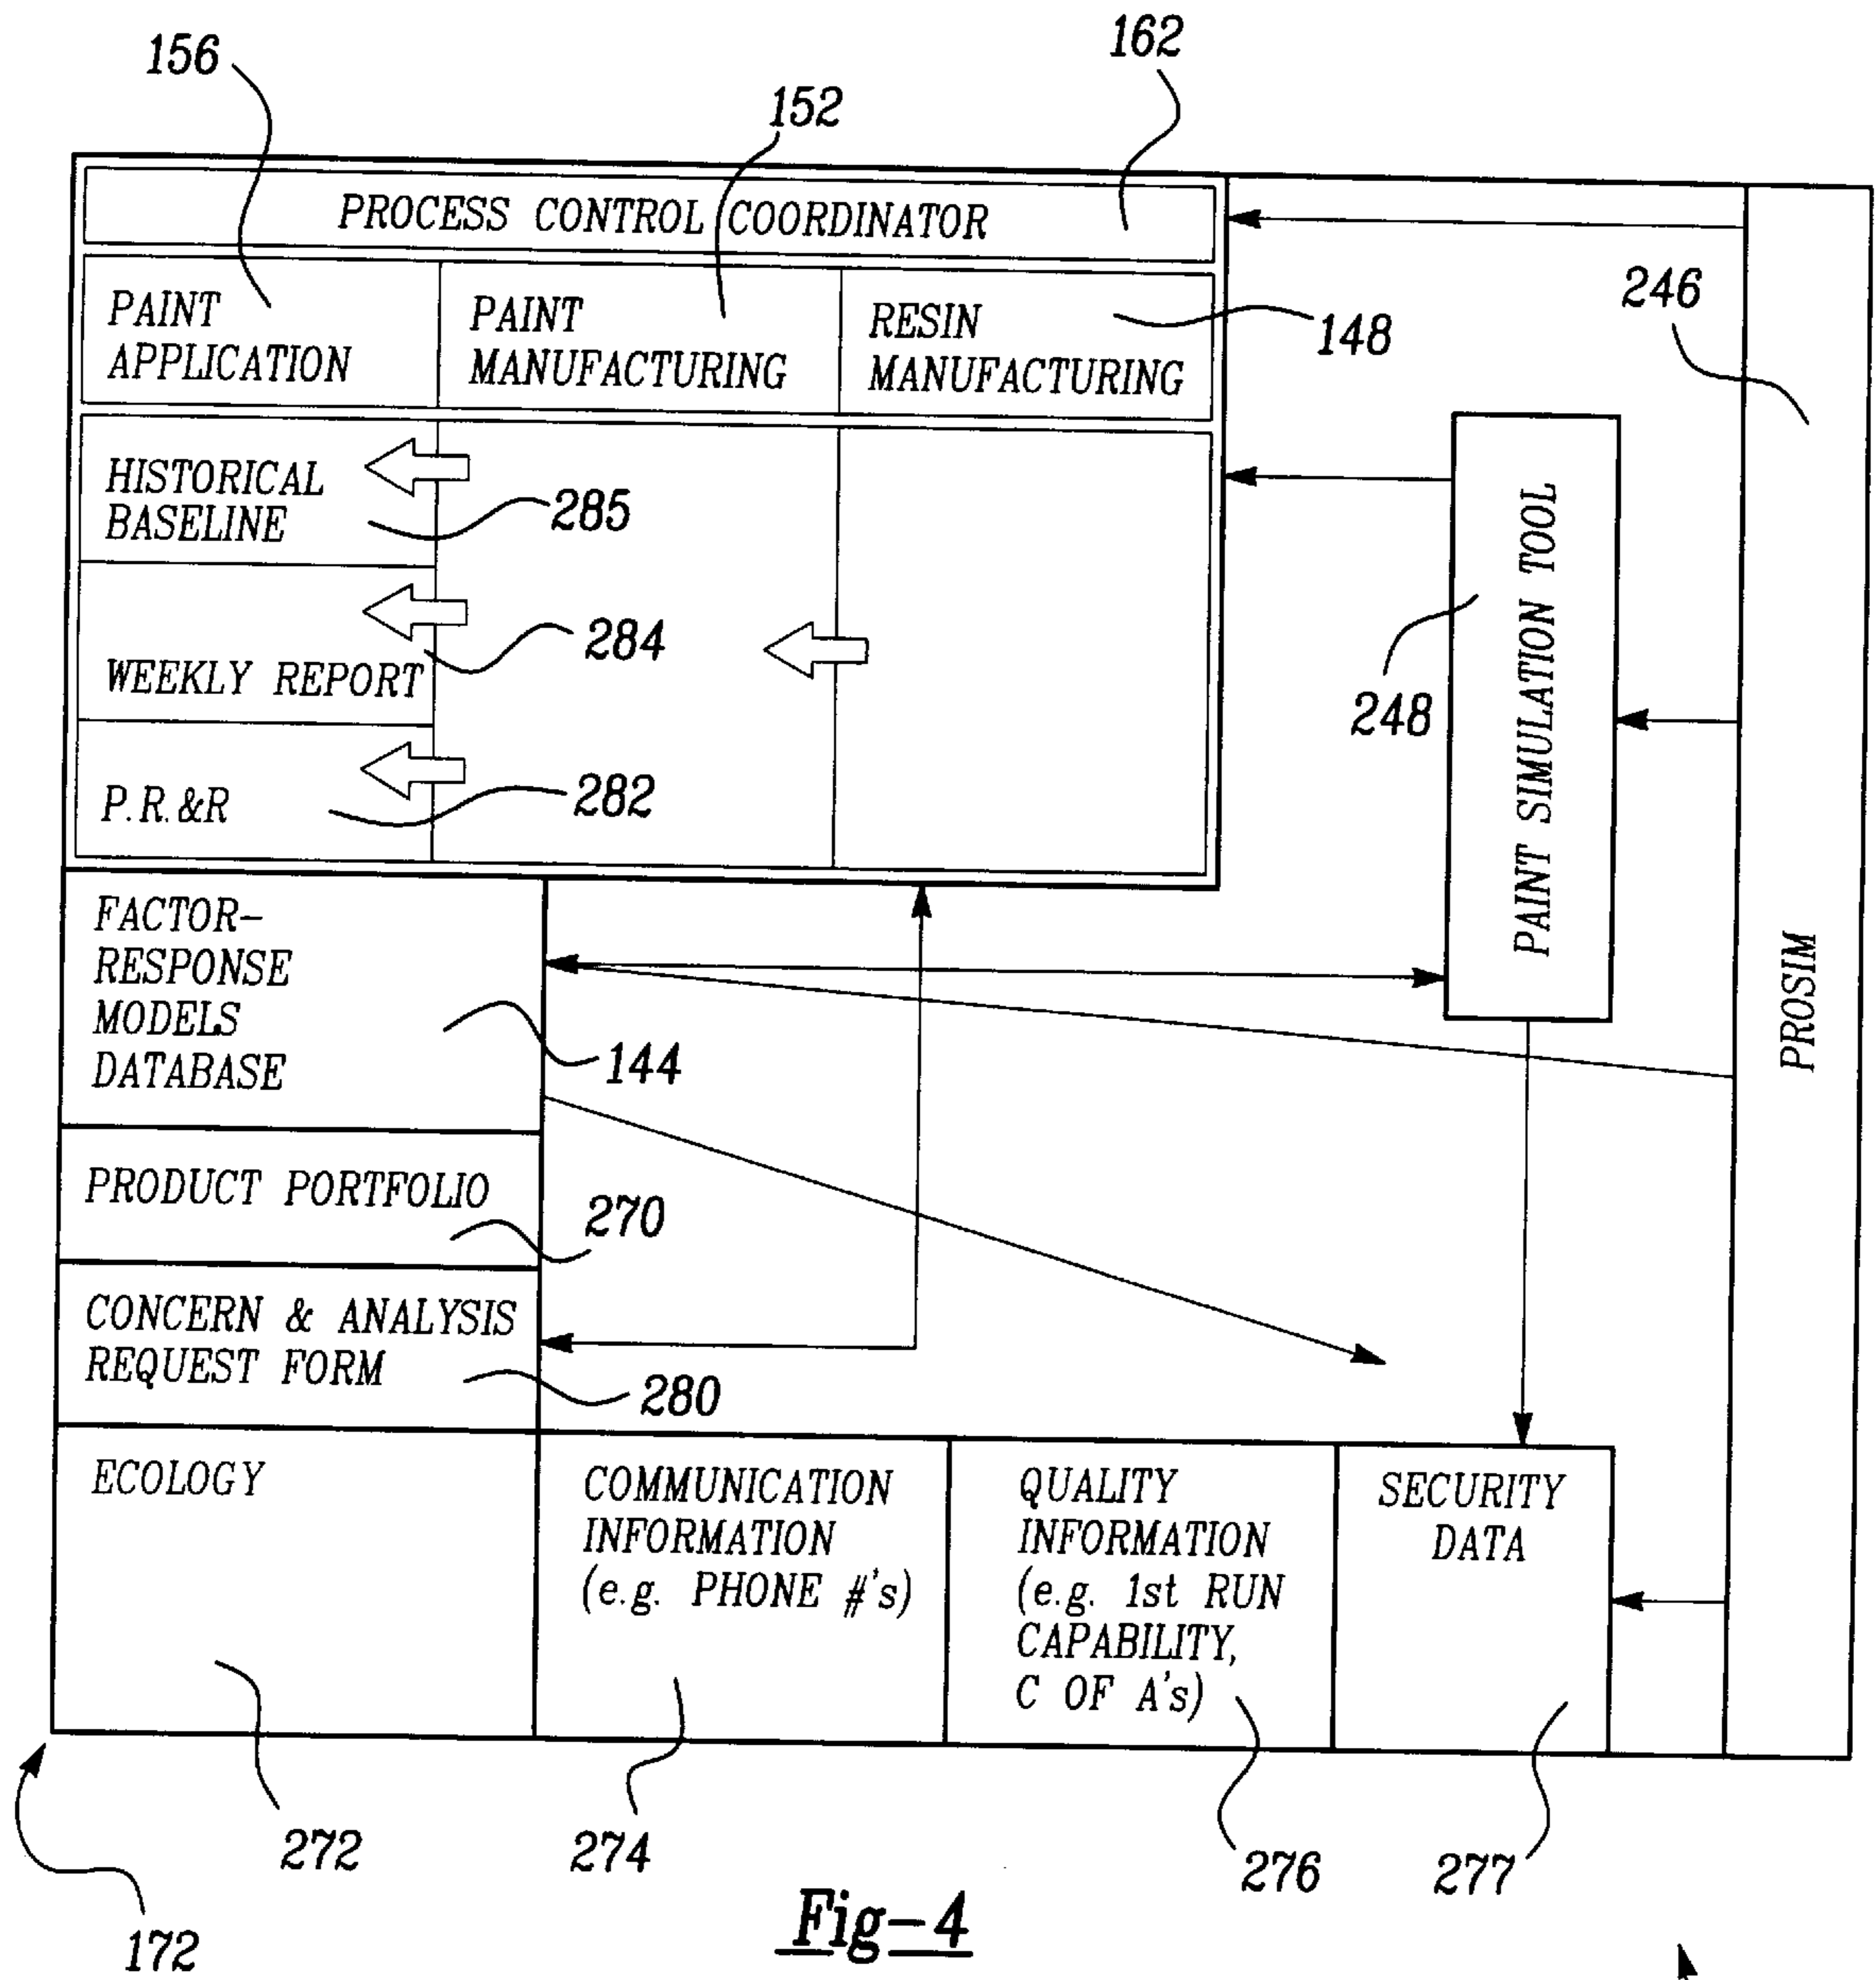 156
162
152
PROCESS CONTROL COORDINATOR
246
PAINT
APPLICATION
PAINT
MANUFACTURING
RESIN
MANUFACTURING
148
HISTORICAL
BASELINE
285
WEEKLY REPORT
284
P.R.&R
282
248
PAINT SIMULATION TOOL
PROSIM
FACTOR-
RESPONSE
MODELS
DATABASE
144
PRODUCT PORTFOLIO
270
CONCERN & ANALYSIS
REQUEST FORM
280
ECOLOGY
COMMUNICATION
INFORMATION
(e.g. PHONE #'s)
QUALITY
INFORMATION
(e.g. 1st RUN
CAPABILITY,
C OF A's)
SECURITY
DATA
272
274
276
277
172
Fig-4